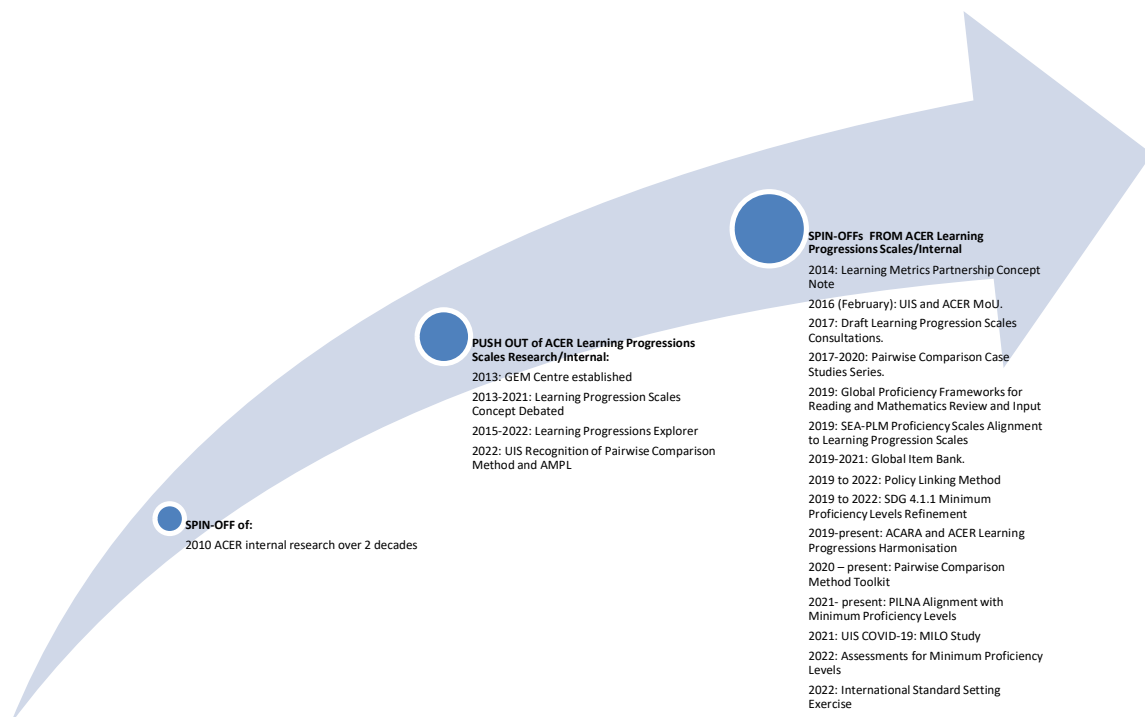 SPIN-OFF of:
2010 ACER internal research over 2 decades
PUSH OUT of ACER Learning Progressions
Scales Research/Internal:
2013: GEM Centre established
2013-2021: Learning Progression Scales
Concept Debated
2015-2022: Learning Progressions Explorer
2022: UIS Recognition of Pairwise Comparison
Method and AMPL
SPIN-OFFs FROM ACER Learning
Progressions Scales/Internal
2014: Learning Metrics Partnership Concept
Note
2016 (February): UIS and ACER MoU.
2017: Draft Learning Progression Scales
Consultations.
2017-2020: Pairwise Comparison Case
Studies Series.
2019: Global Proficiency Frameworks for
Reading and Mathematics Review and Input
2019: SEA-PLM Proficiency Scales Alignment
to Learning Progression Scales
2019-2021: Global Item Bank.
2019 to 2022: Policy Linking Method
2019 to 2022: SDG 4.1.1 Minimum
Proficiency Levels Refinement
2019-present: ACARA and ACER Learning
Progressions Harmonisation
2020 – present: Pairwise Comparison
Method Toolkit
2021- present: PILNA Alignment with
Minimum Proficiency Levels
2021: UIS COVID-19: MILO Study
2022: Assessments for Minimum Proficiency
Levels
2022: International Standard Setting
Exercise